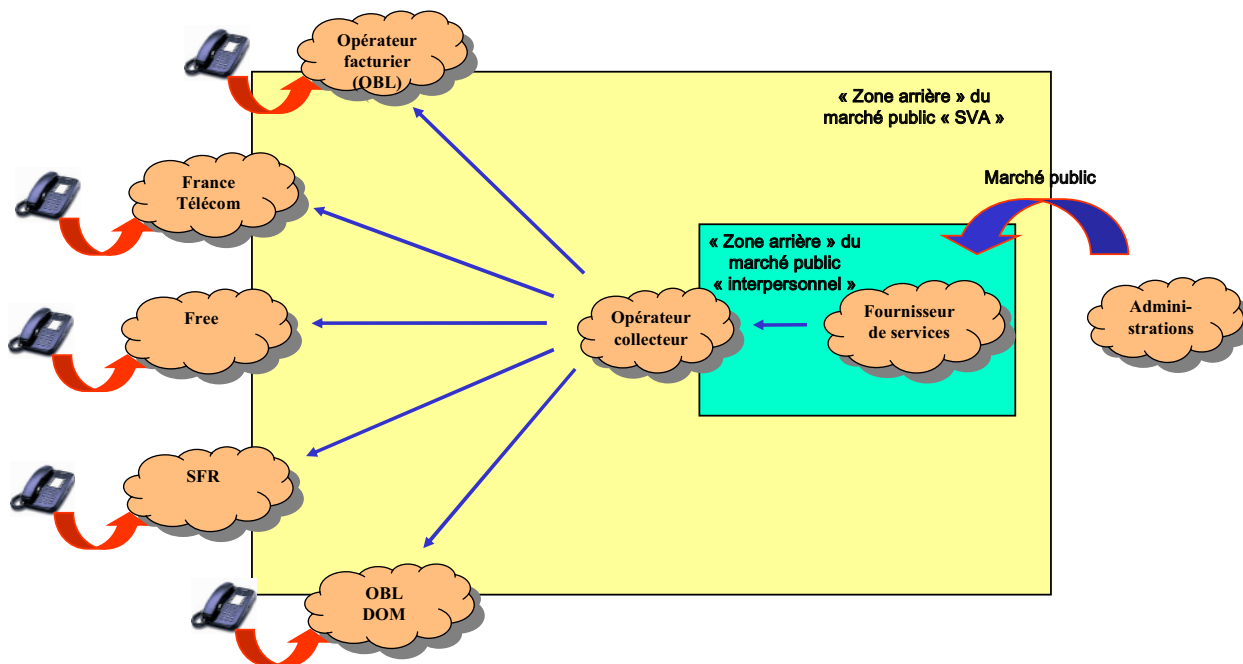 Opérateur
facturier
(OBL)
« Zone arrière » du
marché public « SVA »
France
Télécom
Marché public
« Zone arrière » du
marché public
« interpersonnel »
Free
Opérateur
collecteur
Fournisseur
de services
Admini-
strations
SFR
OBL
DOM